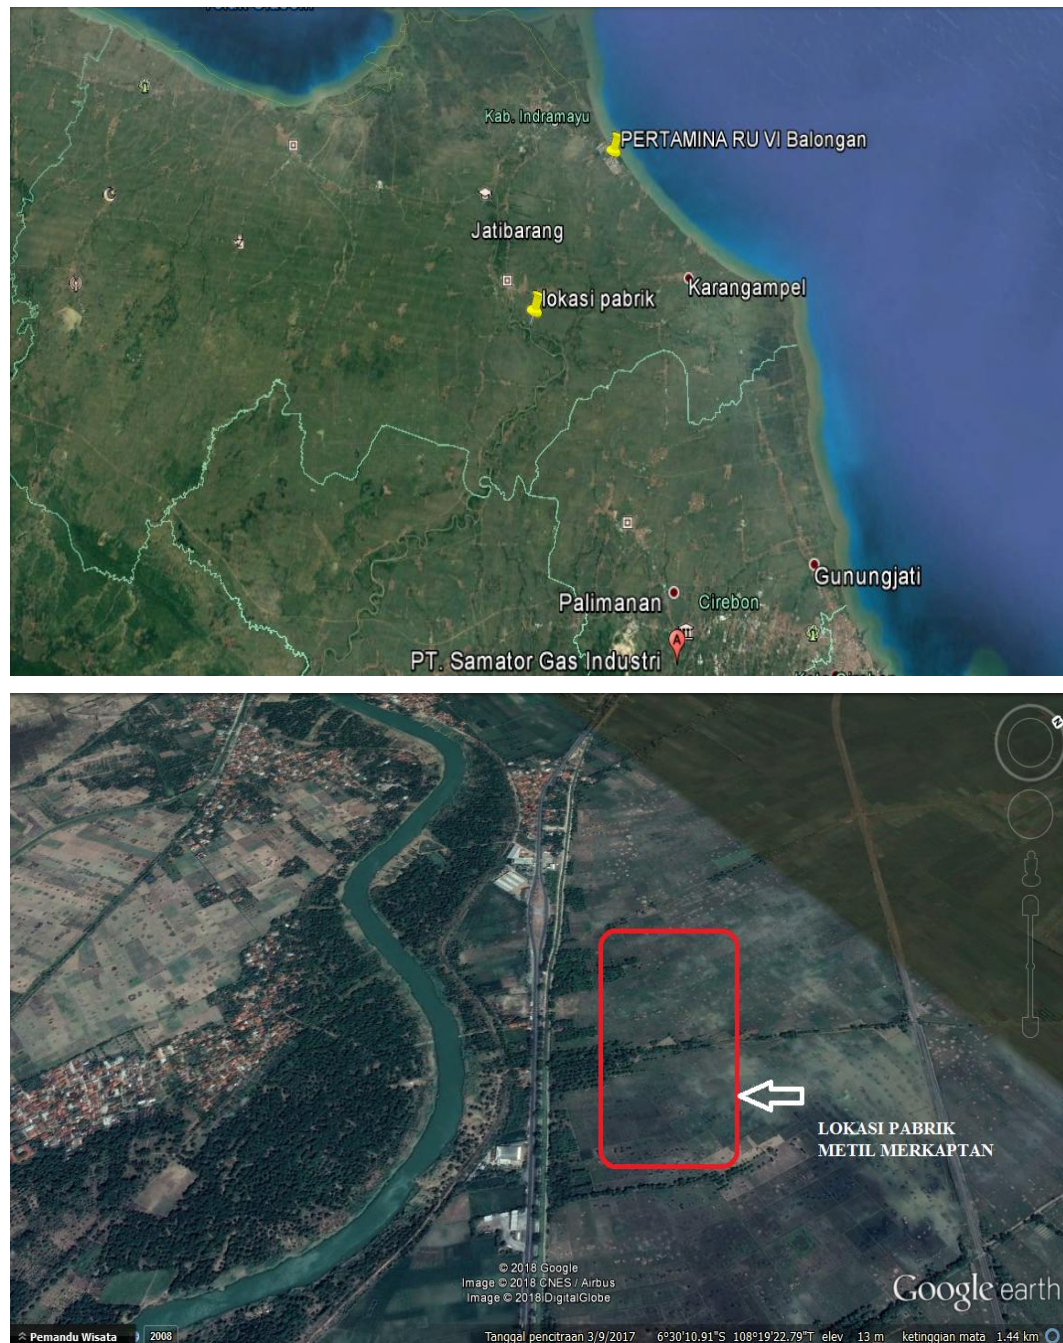 Kab. Indramayu
PERTAMINA RU VI Balongan
Jatibarang
lokasi pabrik
Karangampel
Gunungjati
Palimanan
Cirebon
A
PT. Samator Gas Industri
N
LOKASI PABRIK
METIL MERKAPTAN
© 2018 Google
Image © 2018 CNES / Airbus
Image © 2018 DigitalGlobe
Google earth
Pemandu Wisata
2008
Tanggal pencitraan 3/9/2017 6°30'10.91"S 108°19'22.79"T elev 13 m ketinggian mata 1.44 km